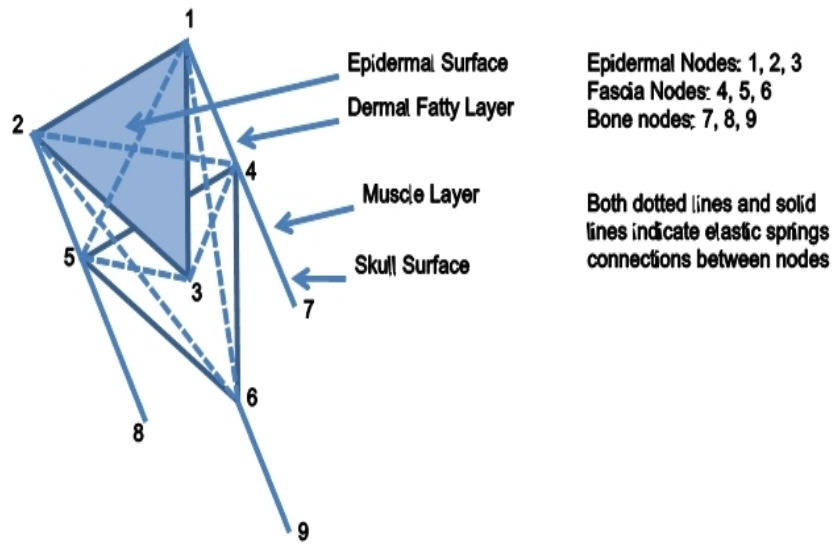 1
2
3
4
5
6
7
8
9
Epidermal Surface
Dermal Fatty Layer
Muscle Layer
Skull Surface
Epidermal Nodes: 1, 2, 3
Fascia Nodes: 4, 5, 6
Bone nodes: 7, 8, 9
Both dotted lines and solid
lines indicate elastic springs
connections between nodes